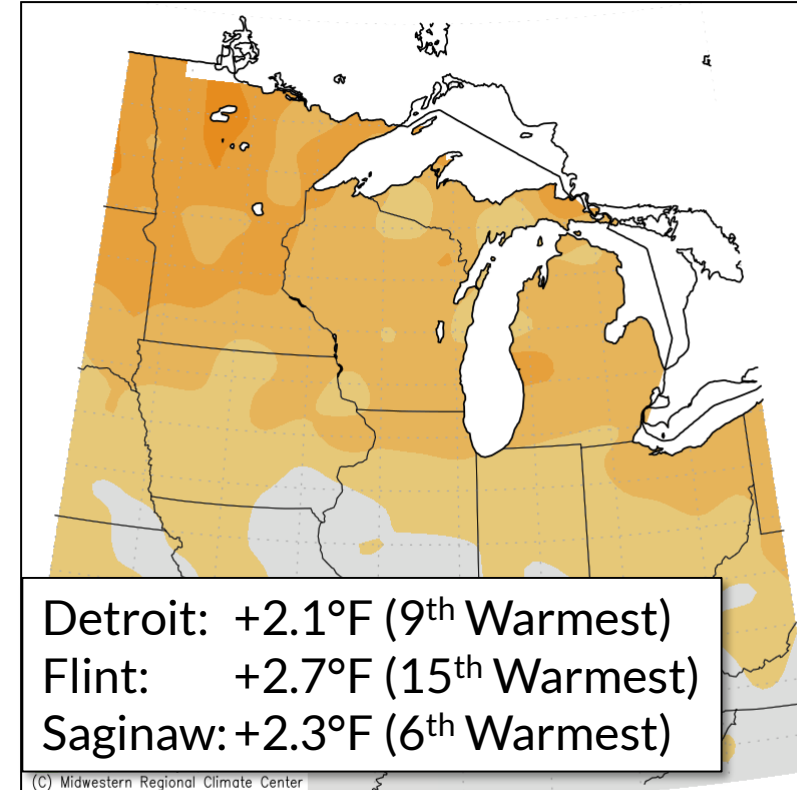 Detroit: +2.1°F (9th Warmest)
Flint: +2.7°F (15th Warmest)
Saginaw: +2.3°F (6th Warmest)
(C) Midwestern Regional Climate Center